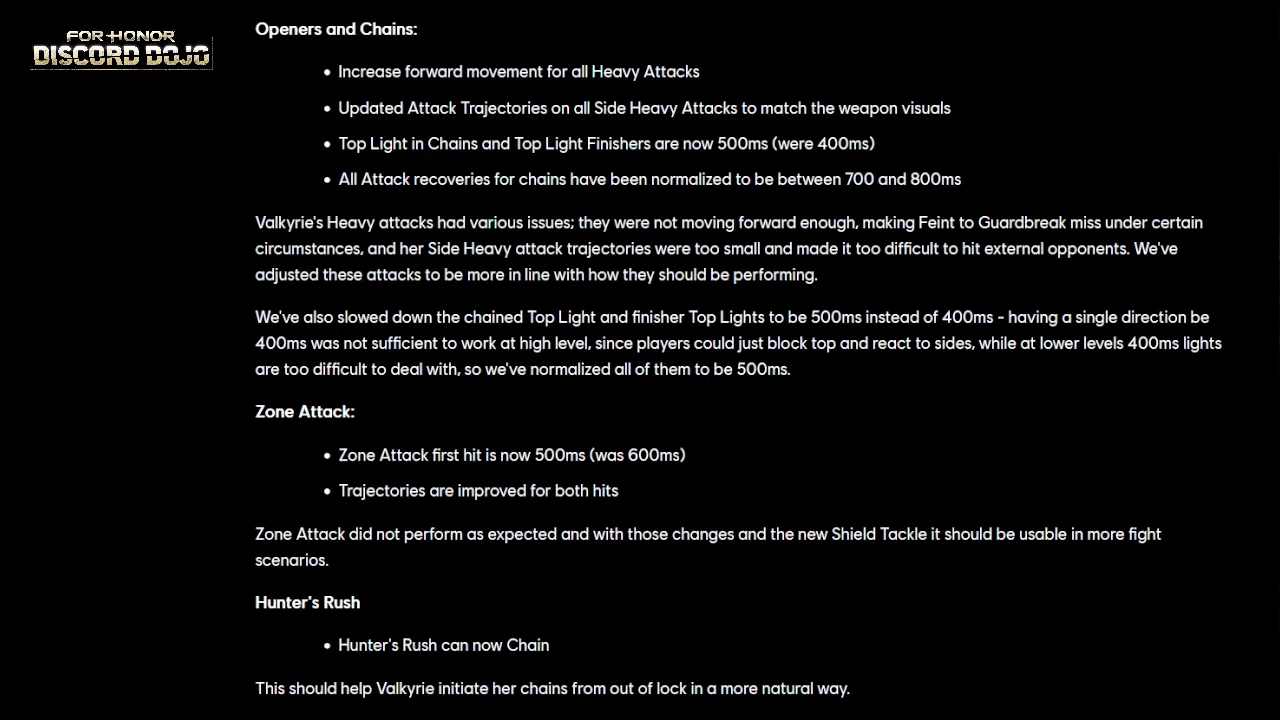 FOR HONOR
DISCORD DOJO
Openers and Chains:
• Increase forward movement for all Heavy Attacks
• Updated Attack Trajectories on all Side Heavy Attacks to match the weapon visuals
• Top Light in Chains and Top Light Finishers are now 500ms (were 400ms)
• All Attack recoveries for chains have been normalized to be between 700 and 800ms
Valkyrie's Heavy attacks had various issues; they were not moving forward enough, making Feint to Guardbreak miss under certain
circumstances, and her Side Heavy attack trajectories were too small and made it too difficult to hit external opponents. We've
adjusted these attacks to be more in line with how they should be performing.
We've also slowed down the chained Top Light and finisher Top Lights to be 500ms instead of 400ms - having a single direction be
400ms was not sufficient to work at high level, since players could just block top and react to sides, while at lower levels 400ms lights
are too difficult to deal with, so we've normalized all of them to be 500ms.
Zone Attack:
• Zone Attack first hit is now 500ms (was 600ms)
• Trajectories are improved for both hits
Zone Attack did not perform as expected and with those changes and the new Shield Tackle it should be usable in more fight
scenarios.
Hunter's Rush
• Hunter's Rush can now Chain
This should help Valkyrie initiate her chains from out of lock in a more natural way.